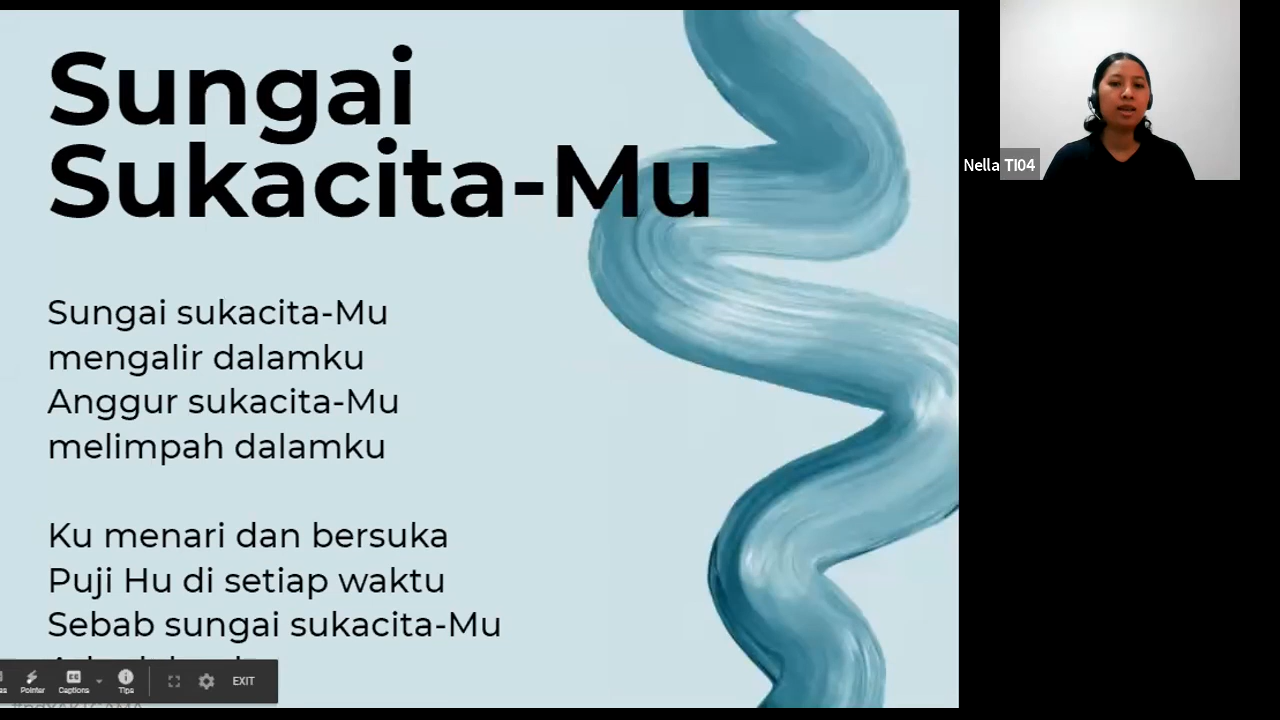 Sungai
Sukacita-Mu
Sungai sukacita-Mu
mengalir dalamku
Anggur sukacita-Mu
melimpah dalamku
Ku menari dan bersuka
Puji Hu di setiap waktu
Sebab sungai sukacita-Mu
Pointer
Captions
Tips
EXIT
Nella TI04